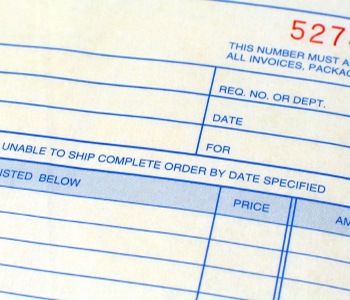 527
THIS NUMBER MUST A
ALL INVOICES, PACKAG
REQ. NO. OR DEPT.
DATE
FOR
UNABLE TO SHIP COMPLETE ORDER BY DATE SPECIFIED
ISTED BELOW
PRICE
AM